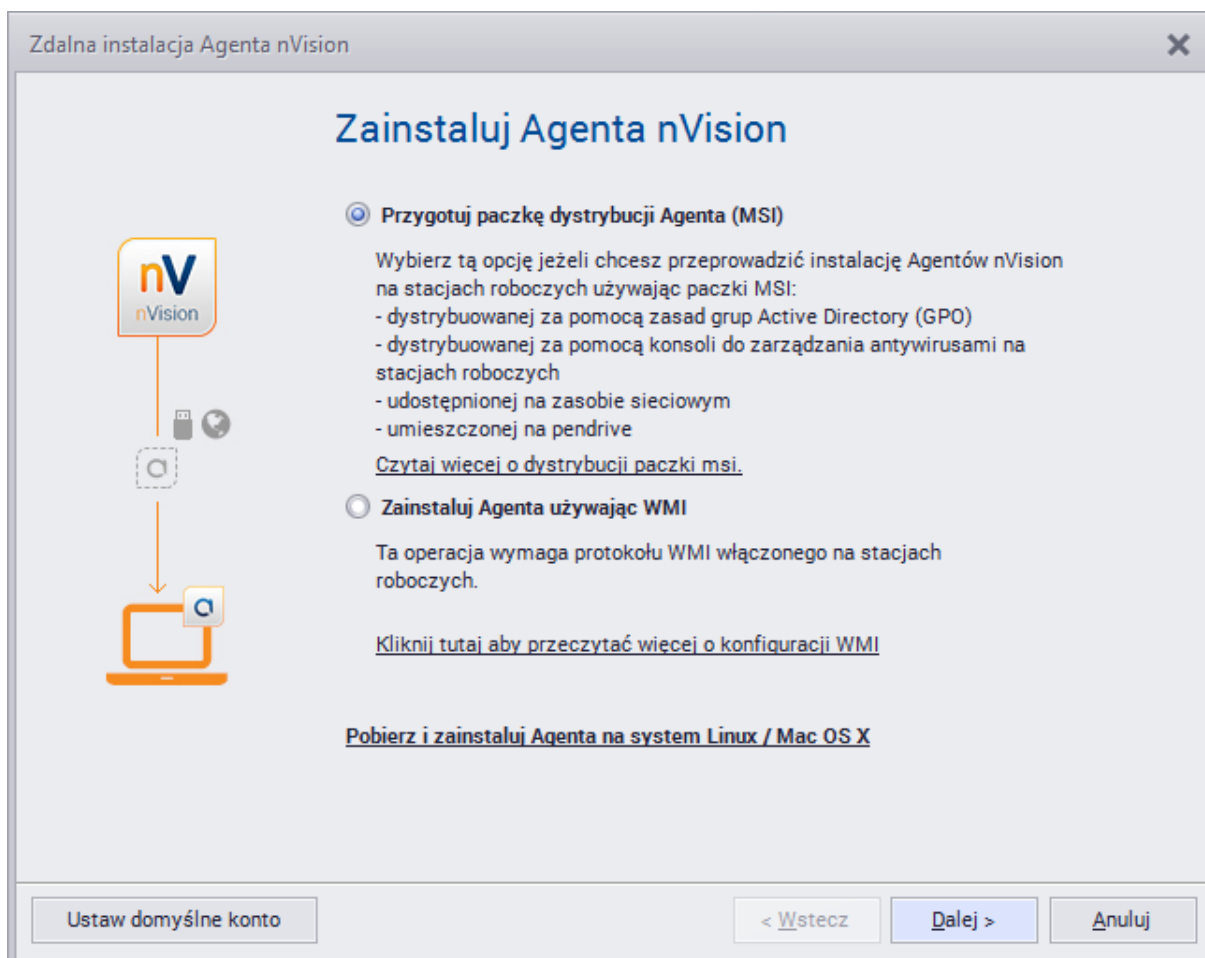 Zdalna instalacja Agenta nVision
Zainstaluj Agenta nVision
nV
nVision
Przygotuj paczkę dystrybucji Agenta (MSI)
Wybierz tą opcję jeżeli chcesz przeprowadzić instalację Agentów nVision
na stacjach roboczych używając paczki MSI:
- dystrybuowanej za pomocą zasad grup Active Directory (GPO)
- dystrybuowanej za pomocą konsoli do zarządzania antywirusami na
stacjach roboczych
- udostępnionej na zasobie sieciowym
- umieszczonej na pendrive
Czytaj więcej o dystrybucji paczki msi.
Zainstaluj Agenta używając WMI
Ta operacja wymaga protokołu WMI włączonego na stacjach
roboczych.
Kliknij tutaj aby przeczytać więcej o konfiguracji WMI
Pobierz i zainstaluj Agenta na system Linux / Mac OS X
Ustaw domyślne konto
< Wstecz
Dalej >
Anuluj